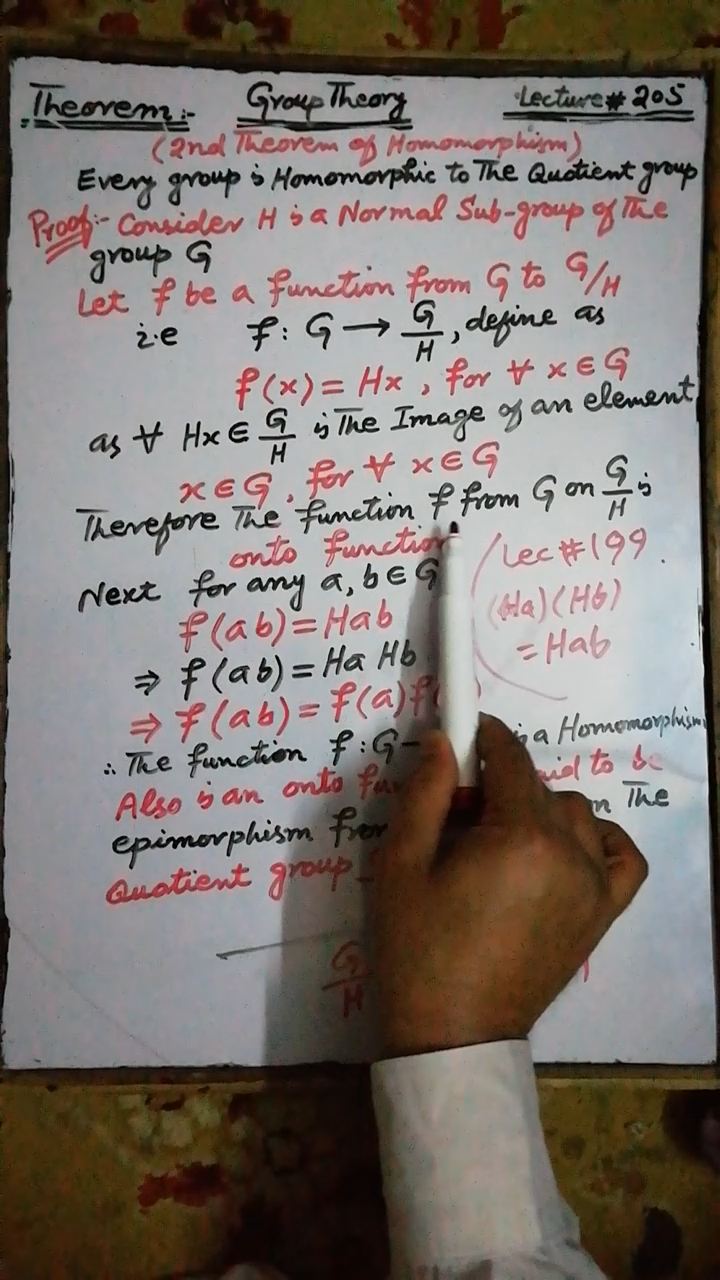 Theorem:- Group Theory Lecture# 205
(2nd Theorem of Homomorphism)
Every group is Homomorphic to The Quotient group
Proof:- Consider H is a Normal Sub-group of The
group G
Let f be a function from G to G/H
i.e f: G → G/H, define as
f(x) = Hx, for ∀ x ∈ G
as ∀ Hx ∈ G/H is The Image of an element
x ∈ G, for ∀ x ∈ G
Therefore The function f from G on G/H is
onto function
Next for any a, b ∈ G
f(ab) = Hab
⇒ f(ab) = Ha Hb
⇒ f(ab) = f(a) f
Lec #199.
(Ha)(Hb)
= Hab
∴ The function f: G is a Homomorphism
Also is an onto to be
epimorphism The
Quotient group
G/H